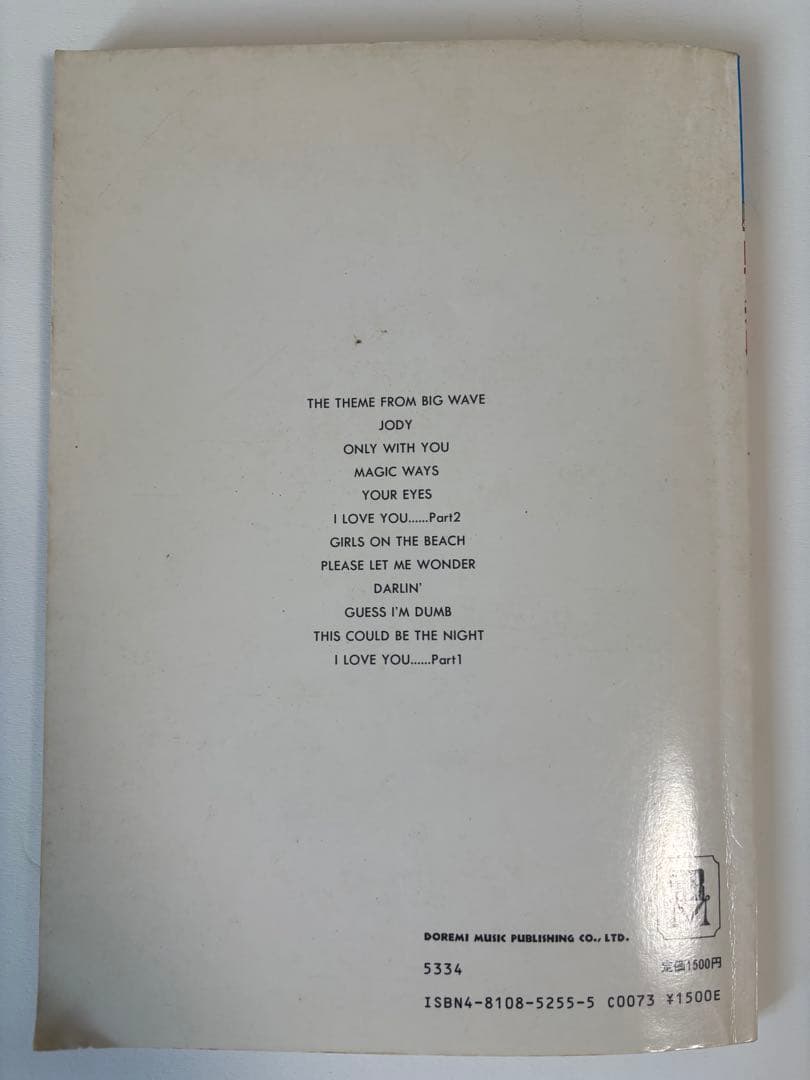 THE THEME FROM BIG WAVE
JODY
ONLY WITH YOU
MAGIC WAYS
YOUR EYES
I LOVE YOU......Part2
GIRLS ON THE BEACH
PLEASE LET ME WONDER
DARLIN'
GUESS I'M DUMB
THIS COULD BE THE NIGHT
I LOVE YOU......Part1
DOREMI MUSIC PUBLISHING CO., LTD.
5334 定価1500円
ISBN4-8108-5255-5 C0073 ¥1500E